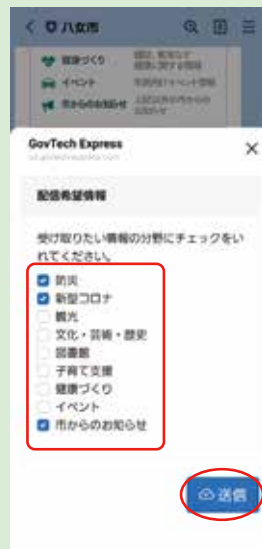 八女市
健康づくり
イベント
市からのお知らせ
GovTech Express
配信希望情報
受け取りたい情報の分野にチェックをい
れてください。
防災
新型コロナ
観光
文化・芸術・歴史
図書館
子育て支援
健康づくり
イベント
市からのお知らせ
送信